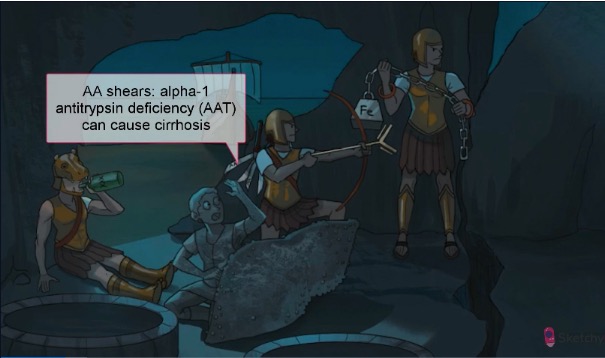 AA shears: alpha-1
antitrypsin deficiency (AAT)
can cause cirrhosis
Fe
Sketchy